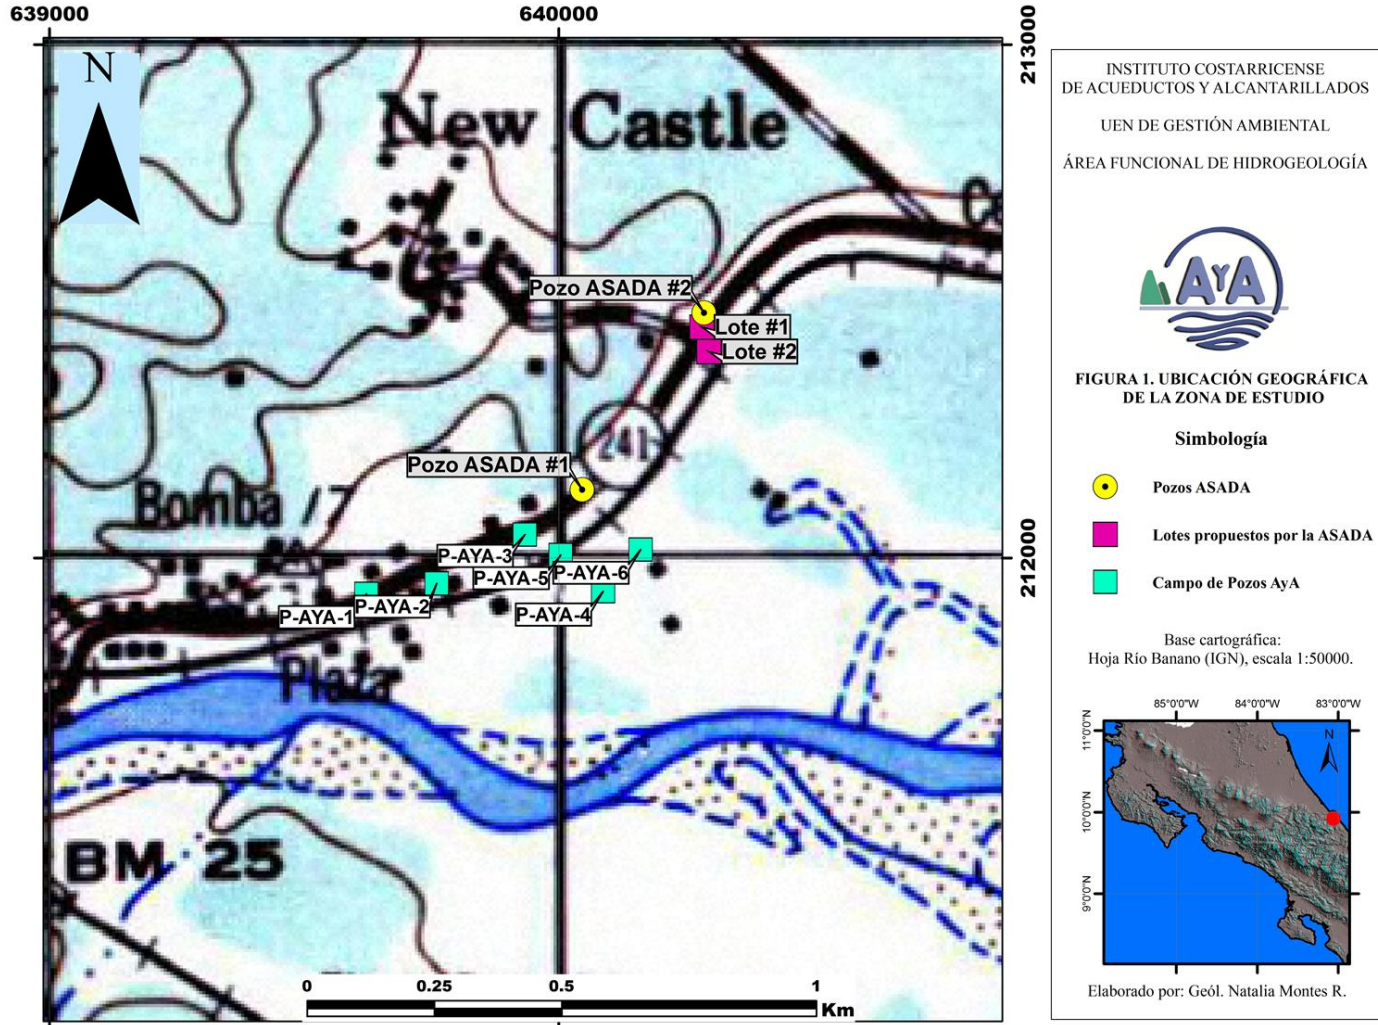 639000
640000
213000
N
New Castle
Pozo ASADA #2
Lote #1
Lote #2
241
Pozo ASADA #1
Bomba
212000
P-AYA-3
P-AYA-5
P-AYA-6
P-AYA-2
P-AYA-1
P-AYA-4
Plaza
BM 25
0 0.25 0.5 1
Km
INSTITUTO COSTARRICENSE
DE ACUEDUCTOS Y ALCANTARILLADOS
UEN DE GESTIÓN AMBIENTAL
ÁREA FUNCIONAL DE HIDROGEOLOGÍA
AYA
FIGURA 1. UBICACIÓN GEOGRÁFICA
DE LA ZONA DE ESTUDIO
Simbología
Pozos ASADA
Lotes propuestos por la ASADA
Campo de Pozos AyA
Base cartográfica:
Hoja Río Banano (IGN), escala 1:50000.
85°0'0"W 84°0'0"W 83°0'0"W
N
11°0'0"N
10°0'0"N
9°0'0"N
Elaborado por: Geól. Natalia Montes R.